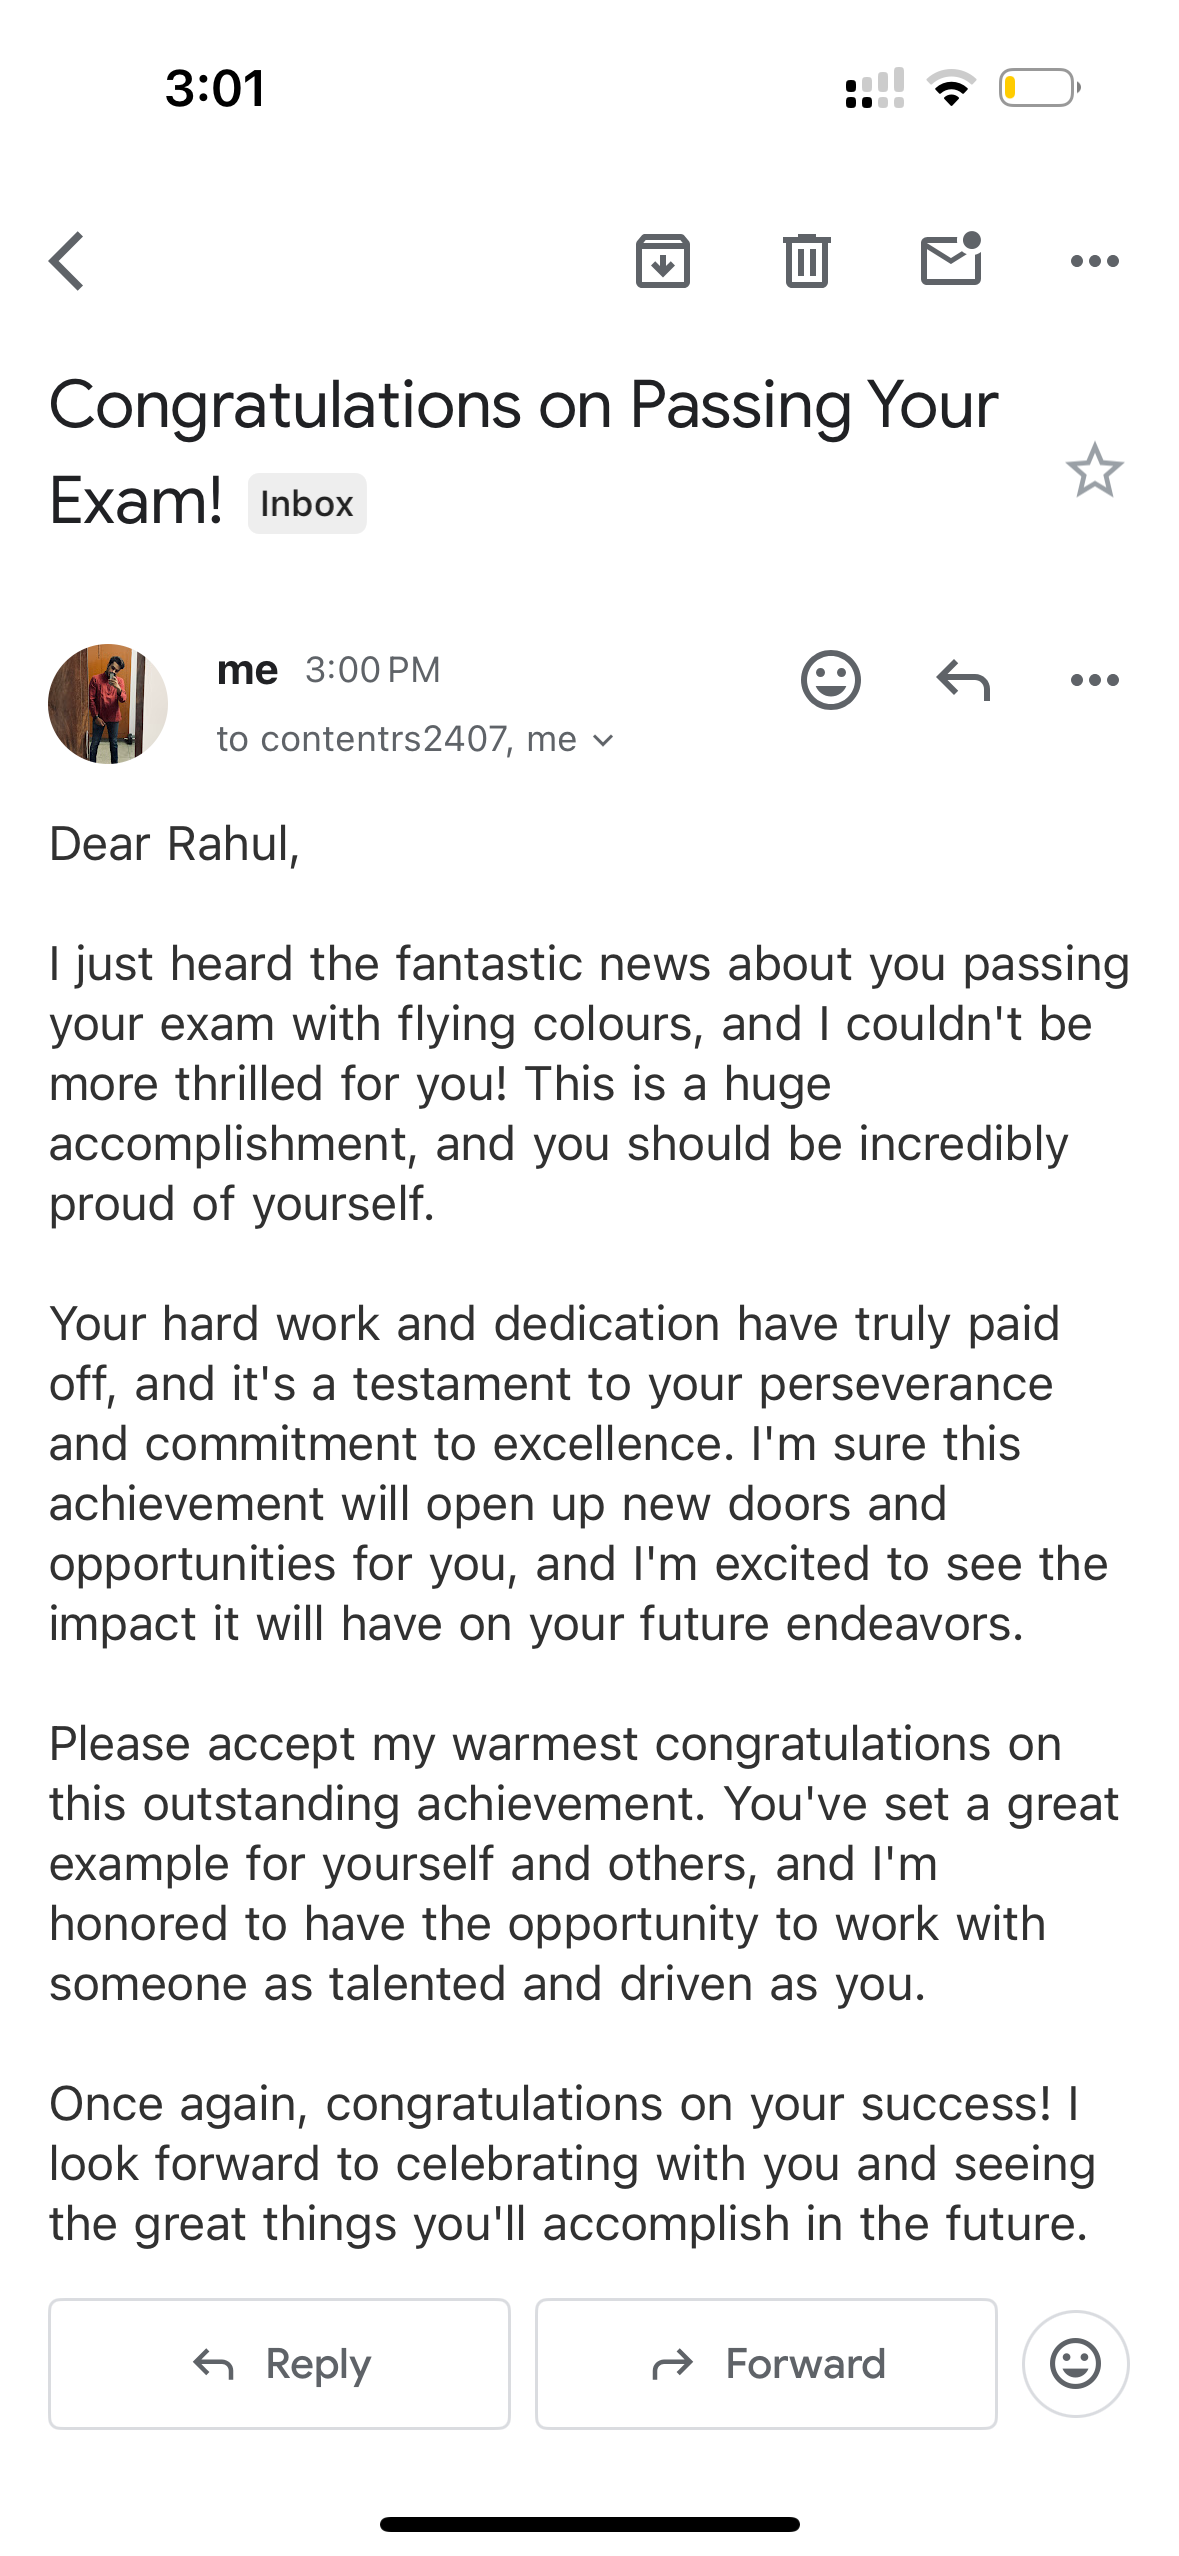 3:01
Congratulations on Passing Your
Exam! Inbox
me 3:00 PM
to contentrs2407, me
Dear Rahul,
I just heard the fantastic news about you passing
your exam with flying colours, and I couldn't be
more thrilled for you! This is a huge
accomplishment, and you should be incredibly
proud of yourself.
Your hard work and dedication have truly paid
off, and it's a testament to your perseverance
and commitment to excellence. I'm sure this
achievement will open up new doors and
opportunities for you, and I'm excited to see the
impact it will have on your future endeavors.
Please accept my warmest congratulations on
this outstanding achievement. You've set a great
example for yourself and others, and I'm
honored to have the opportunity to work with
someone as talented and driven as you.
Once again, congratulations on your success! I
look forward to celebrating with you and seeing
the great things you'll accomplish in the future.
Reply Forward